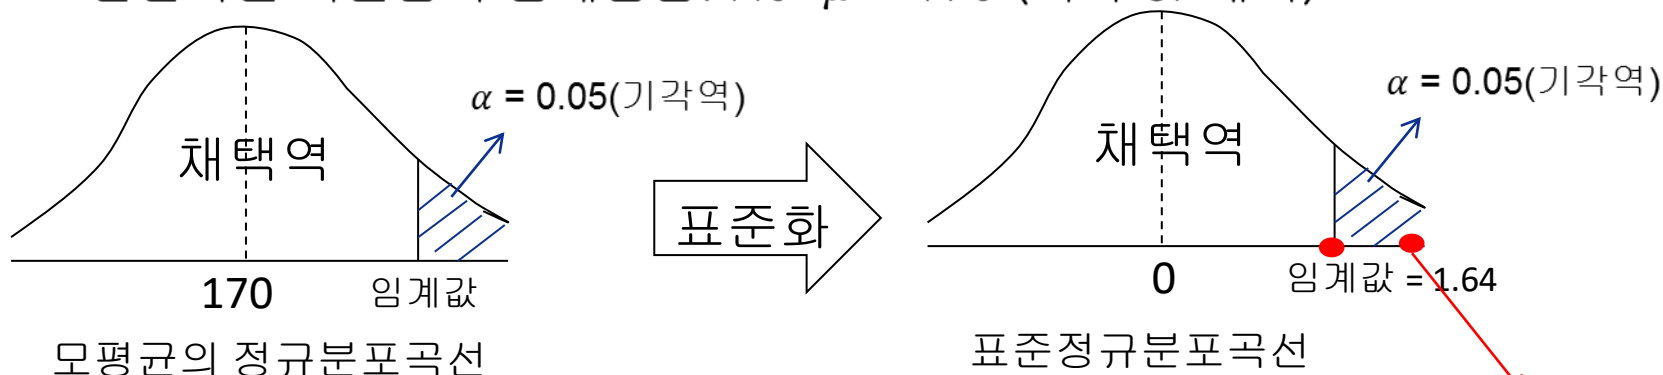 α = 0.05(기각역)
채택역
170
임계값
모평균의 정규분포곡선
표준화
α = 0.05(기각역)
채택역
0
임계값 = 1.64
표준정규분포곡선